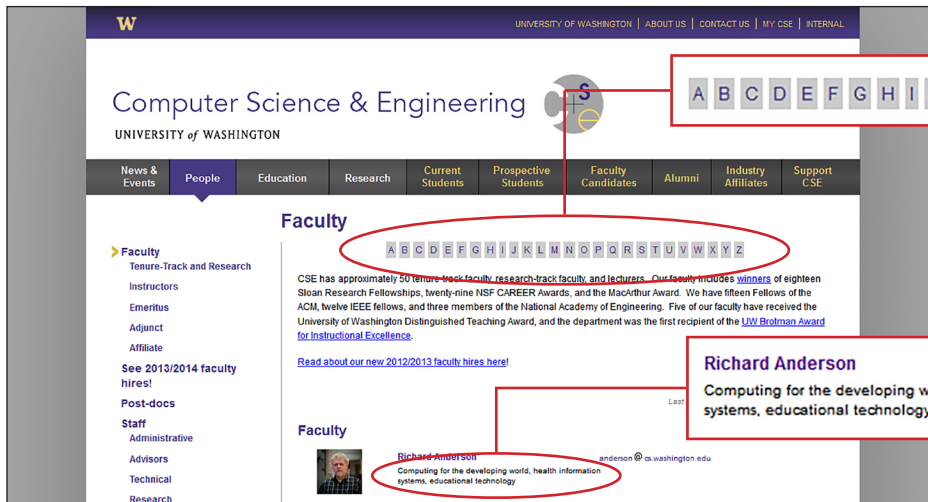 W
UNIVERSITY OF WASHINGTON | ABOUT US | CONTACT US | MY CSE | INTERNAL
A B C D E F G H I
Computer Science & Engineering
S
e
UNIVERSITY of WASHINGTON
News & Events People Education Research Current Students Prospective Students Faculty Candidates Alumni Industry Affiliates Support CSE
Faculty
A B C D E F G H I J K L M N O P Q R S T U V W X Y Z
CSE has approximately 50 tenure-track faculty, research-track faculty, and lecturers. Our faculty includes winners of eighteen
Sloan Research Fellowships, twenty-nine NSF CAREER Awards, and the MacArthur Award. We have fifteen Fellows of the
ACM, twelve IEEE fellows, and three members of the National Academy of Engineering. Five of our faculty have received the
University of Washington Distinguished Teaching Award, and the department was the first recipient of the UW Brotman Award
for Instructional Excellence.
Read about our new 2012/2013 faculty hires here!
Last
Faculty
Tenure-Track and Research
Instructors
Emeritus
Adjunct
Affiliate
See 2013/2014 faculty
hires!
Post-docs
Staff
Administrative
Advisors
Technical
Research
Richard Anderson
Computing for the developing
systems, educational technology
Faculty
Richard Anderson anderson @ cs.washington.edu
Computing for the developing world, health information
systems, educational technology